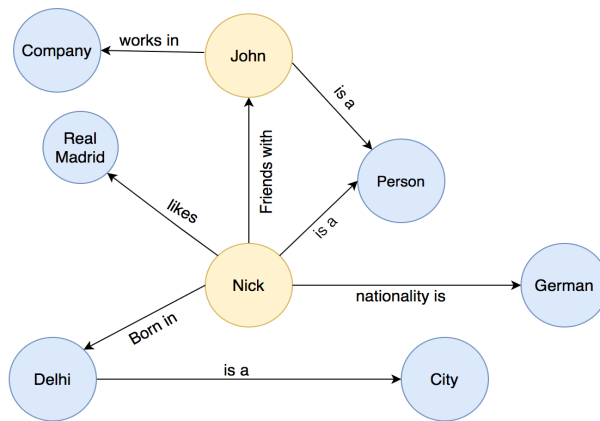 Company
works in
John
is a
Real
Madrid
Friends with
Person
likes
is a
Nick
nationality is
German
Born in
Delhi
is a
City